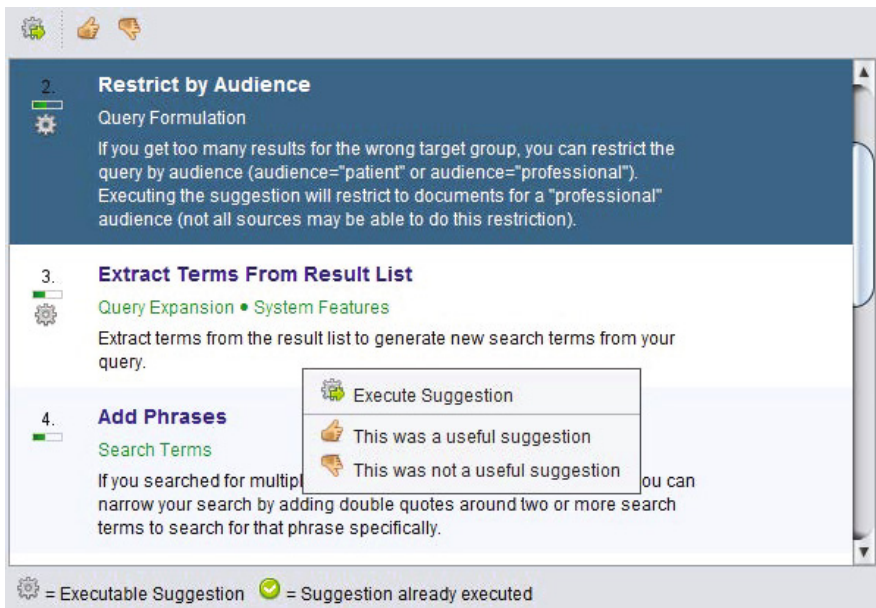 2. Restrict by Audience
Query Formulation
If you get too many results for the wrong target group, you can restrict the
query by audience (audience="patient" or audience="professional").
Executing the suggestion will restrict to documents for a "professional"
audience (not all sources may be able to do this restriction).
3. Extract Terms From Result List
Query Expansion • System Features
Extract terms from the result list to generate new search terms from your
query.
Execute Suggestion
This was a useful suggestion
This was not a useful suggestion
4. Add Phrases
Search Terms
If you searched for multipl ou can
narrow your search by adding double quotes around two or more search
terms to search for that phrase specifically.
= Executable Suggestion = Suggestion already executed